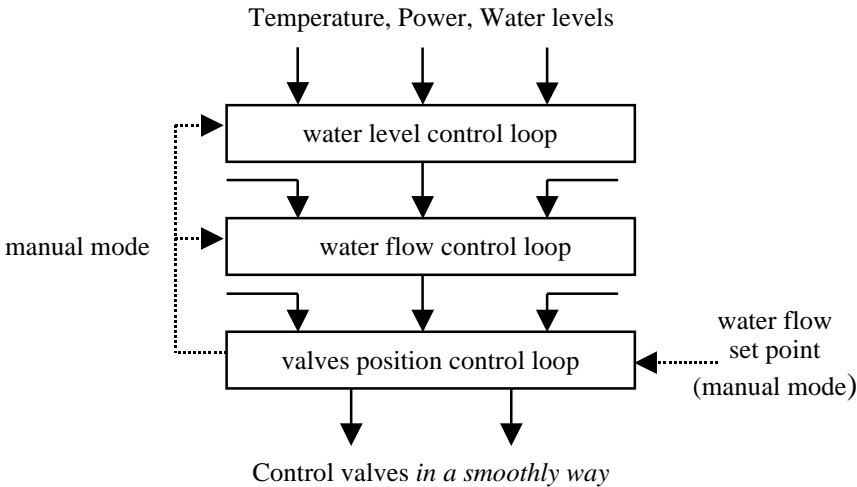 Temperature, Power, Water levels
water level control loop
manual mode
water flow control loop
valves position control loop
water flow
set point
(manual mode)
Control valves in a smoothly way